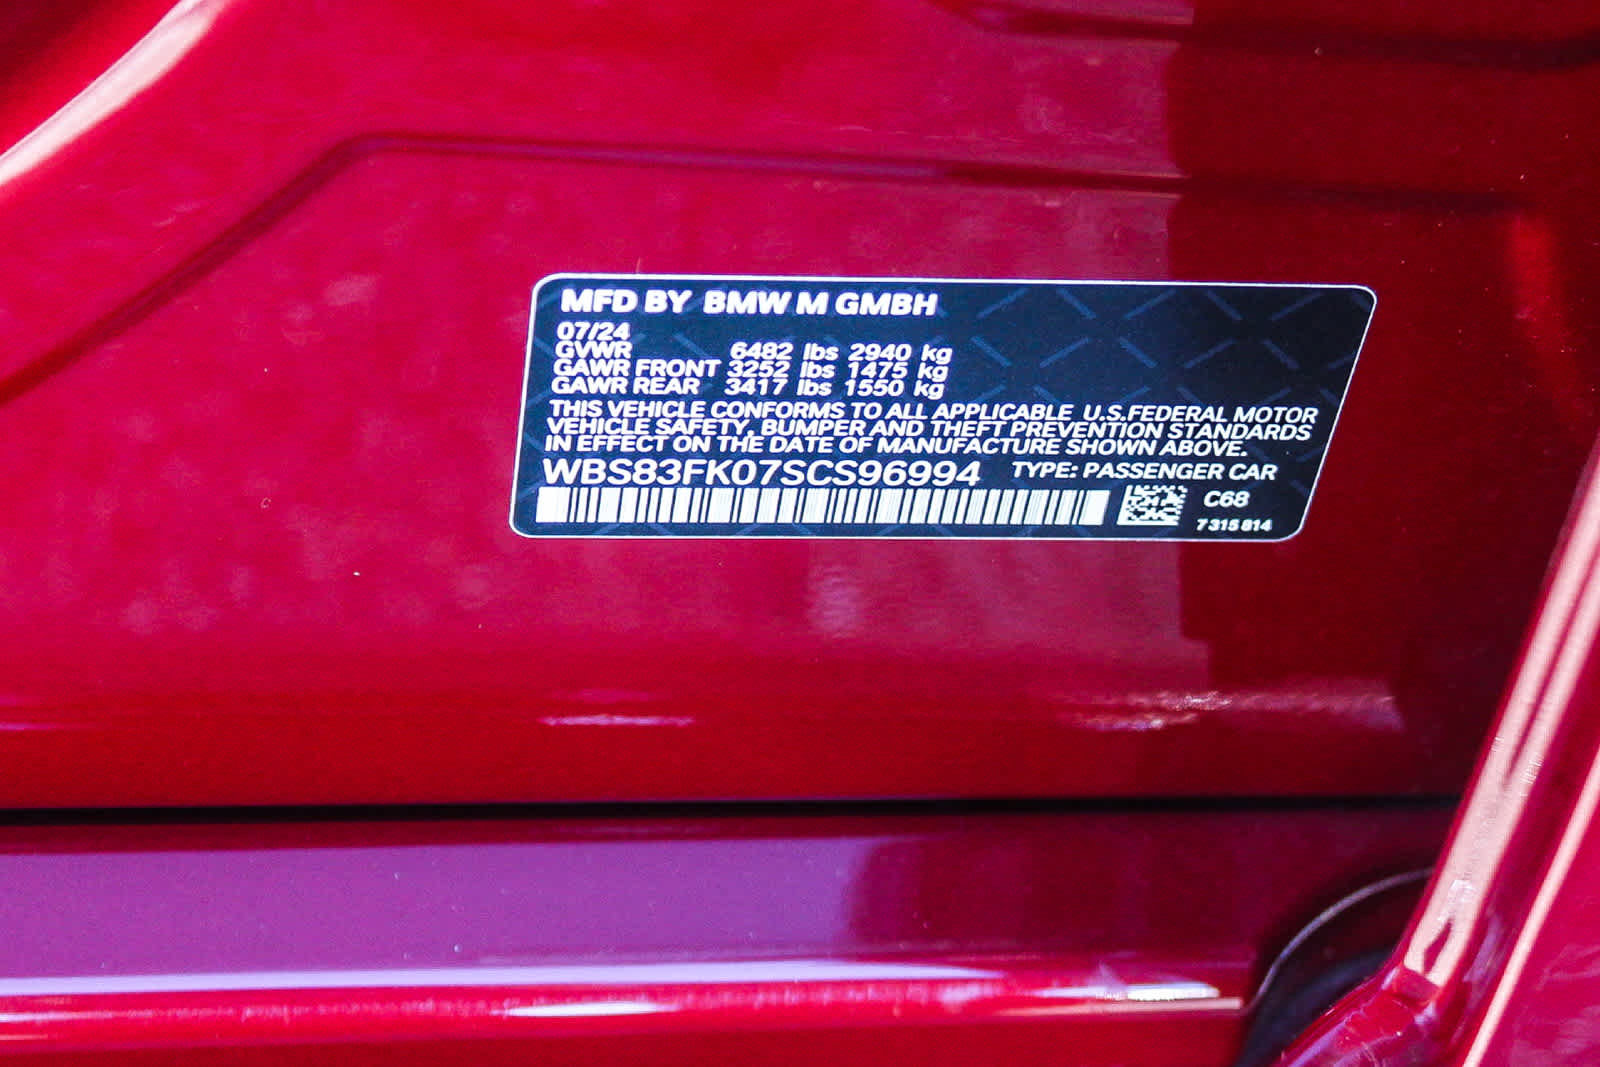 MFD BY BMW M GMBH
07/24
GVWR 6482 lbs 2940 kg
GAWR FRONT 3252 lbs 1475 kg
GAWR REAR 3417 lbs 1550 kg
THIS VEHICLE CONFORMS TO ALL APPLICABLE U.S.FEDERAL MOTOR
VEHICLE SAFETY, BUMPER AND THEFT PREVENTION STANDARDS
IN EFFECT ON THE DATE OF MANUFACTURE SHOWN ABOVE.
WBS83FK07SCS96994 TYPE: PASSENGER CAR
C68
7 315 814